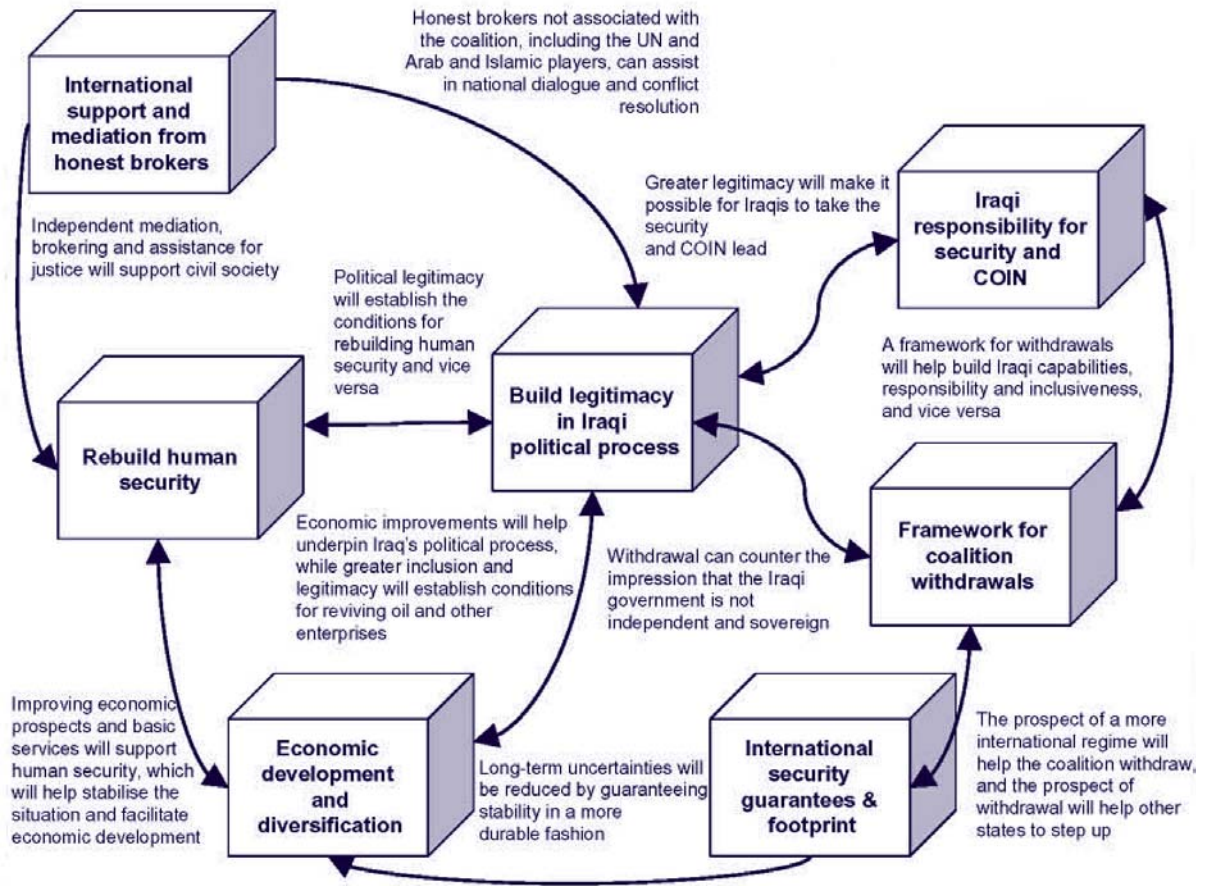 Honest brokers not associated with
the coalition, including the UN and
Arab and Islamic players, can assist
in national dialogue and conflict
resolution
International
support and
mediation from
honest brokers
Independent mediation,
brokering and assistance for
justice will support civil society
Greater legitimacy will make it
possible for Iraqis to take the
security
and COIN lead
Iraqi
responsibility for
security and
COIN
Political legitimacy
will establish the
conditions for
rebuilding human
security and vice
versa
A framework for withdrawals
will help build Iraqi capabilities,
responsibility and inclusiveness,
and vice versa
Build legitimacy
in Iraqi
political process
Rebuild human
security
Framework for
coalition
withdrawals
Economic improvements will help
underpin Iraq's political process,
while greater inclusion and
legitimacy will establish conditions
for reviving oil and other
enterprises
Withdrawal can counter the
impression that the Iraqi
government is not
independent and sovereign
Improving economic
prospects and basic
services will support
human security, which
will help stabilise the
situation and facilitate
economic development
Economic
development
and
diversification
Long-term uncertainties will
be reduced by guaranteeing
stability in a more
durable fashion
International
security
guarantees &
footprint
The prospect of a more
international regime will
help the coalition withdraw,
and the prospect of
withdrawal will help other
states to step up